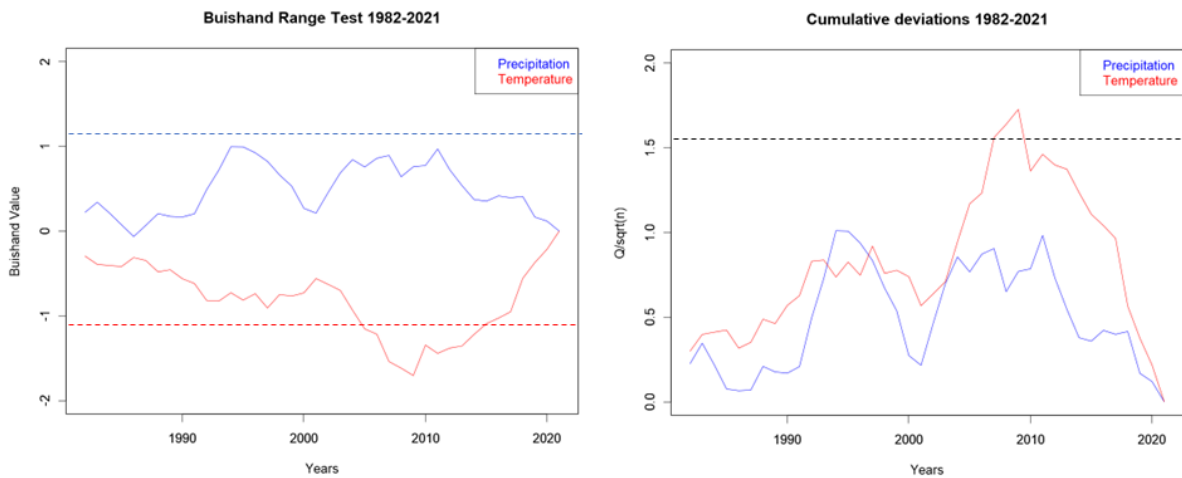 Buishand Range Test 1982-2021
Precipitation
Temperature
2
1
0
-1
-2
Buishand Value
1990
2000
2010
2020
Years
Cumulative deviations 1982-2021
Precipitation
Temperature
2.0
1.5
1.0
0.5
0.0
Q/sqrt(n)
1990
2000
2010
2020
Years